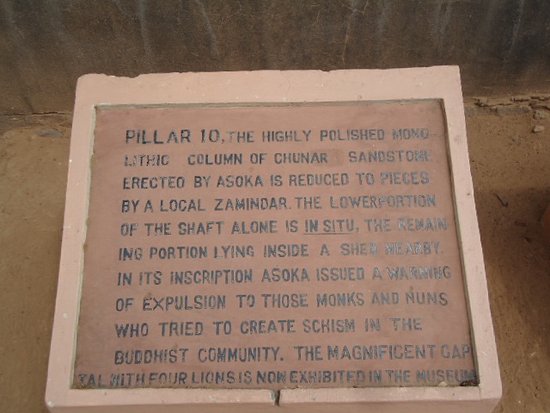 PILLAR 10, THE HIGHLY POLISHED MONO-
LITHIC COLUMN OF CHUNAR SANDSTONE
ERECTED BY ASOKA IS REDUCED TO PIECES
BY A LOCAL ZAMINDAR. THE LOWERPORTION
OF THE SHAFT ALONE IS IN SITU, THE REMAIN
ING PORTION LYING INSIDE A SHED NEARBY.
IN ITS INSCRIPTION ASOKA ISSUED A WARNING
OF EXPULSION TO THOSE MONKS AND NUNS
WHO TRIED TO CREATE SCHISM IN THE
BUDDHIST COMMUNITY. THE MAGNIFICENT CAP
TAL WITH FOUR LIONS IS NOW EXHIBITED IN THE MUSEUM